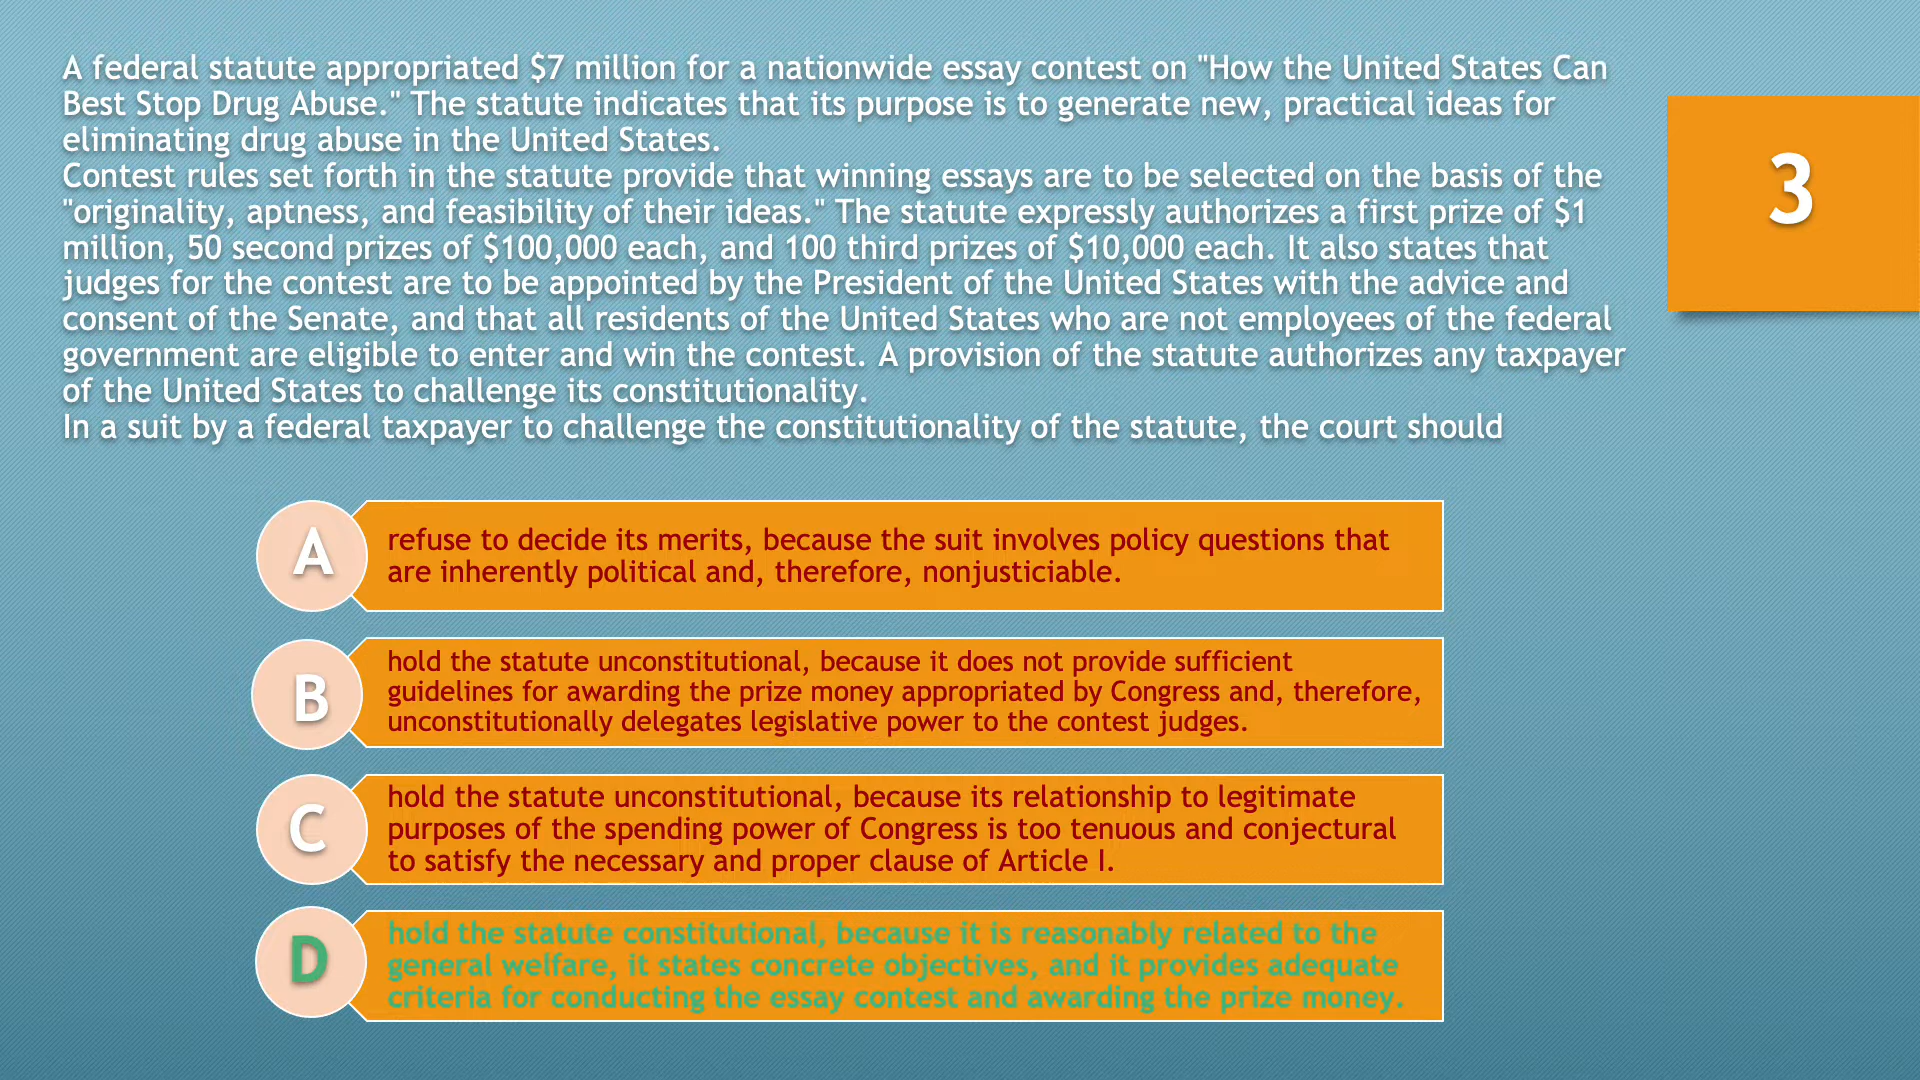 A federal statute appropriated $7 million for a nationwide essay contest on "How the United States Can
Best Stop Drug Abuse." The statute indicates that its purpose is to generate new, practical ideas for
eliminating drug abuse in the United States.
Contest rules set forth in the statute provide that winning essays are to be selected on the basis of the
"originality, aptness, and feasibility of their ideas." The statute expressly authorizes a first prize of $1
million, 50 second prizes of $100,000 each, and 100 third prizes of $10,000 each. It also states that
judges for the contest are to be appointed by the President of the United States with the advice and
consent of the Senate, and that all residents of the United States who are not employees of the federal
government are eligible to enter and win the contest. A provision of the statute authorizes any taxpayer
of the United States to challenge its constitutionality.
In a suit by a federal taxpayer to challenge the constitutionality of the statute, the court should
3
A
refuse to decide its merits, because the suit involves policy questions that
are inherently political and, therefore, nonjusticiable.
B
hold the statute unconstitutional, because it does not provide sufficient
guidelines for awarding the prize money appropriated by Congress and, therefore,
unconstitutionally delegates legislative power to the contest judges.
C
hold the statute unconstitutional, because its relationship to legitimate
purposes of the spending power of Congress is too tenuous and conjectural
to satisfy the necessary and proper clause of Article I.
D
hold the statute constitutional, because it is reasonably related to the
general welfare, it states concrete objectives, and it provides adequate
criteria for conducting the essay contest and awarding the prize money.